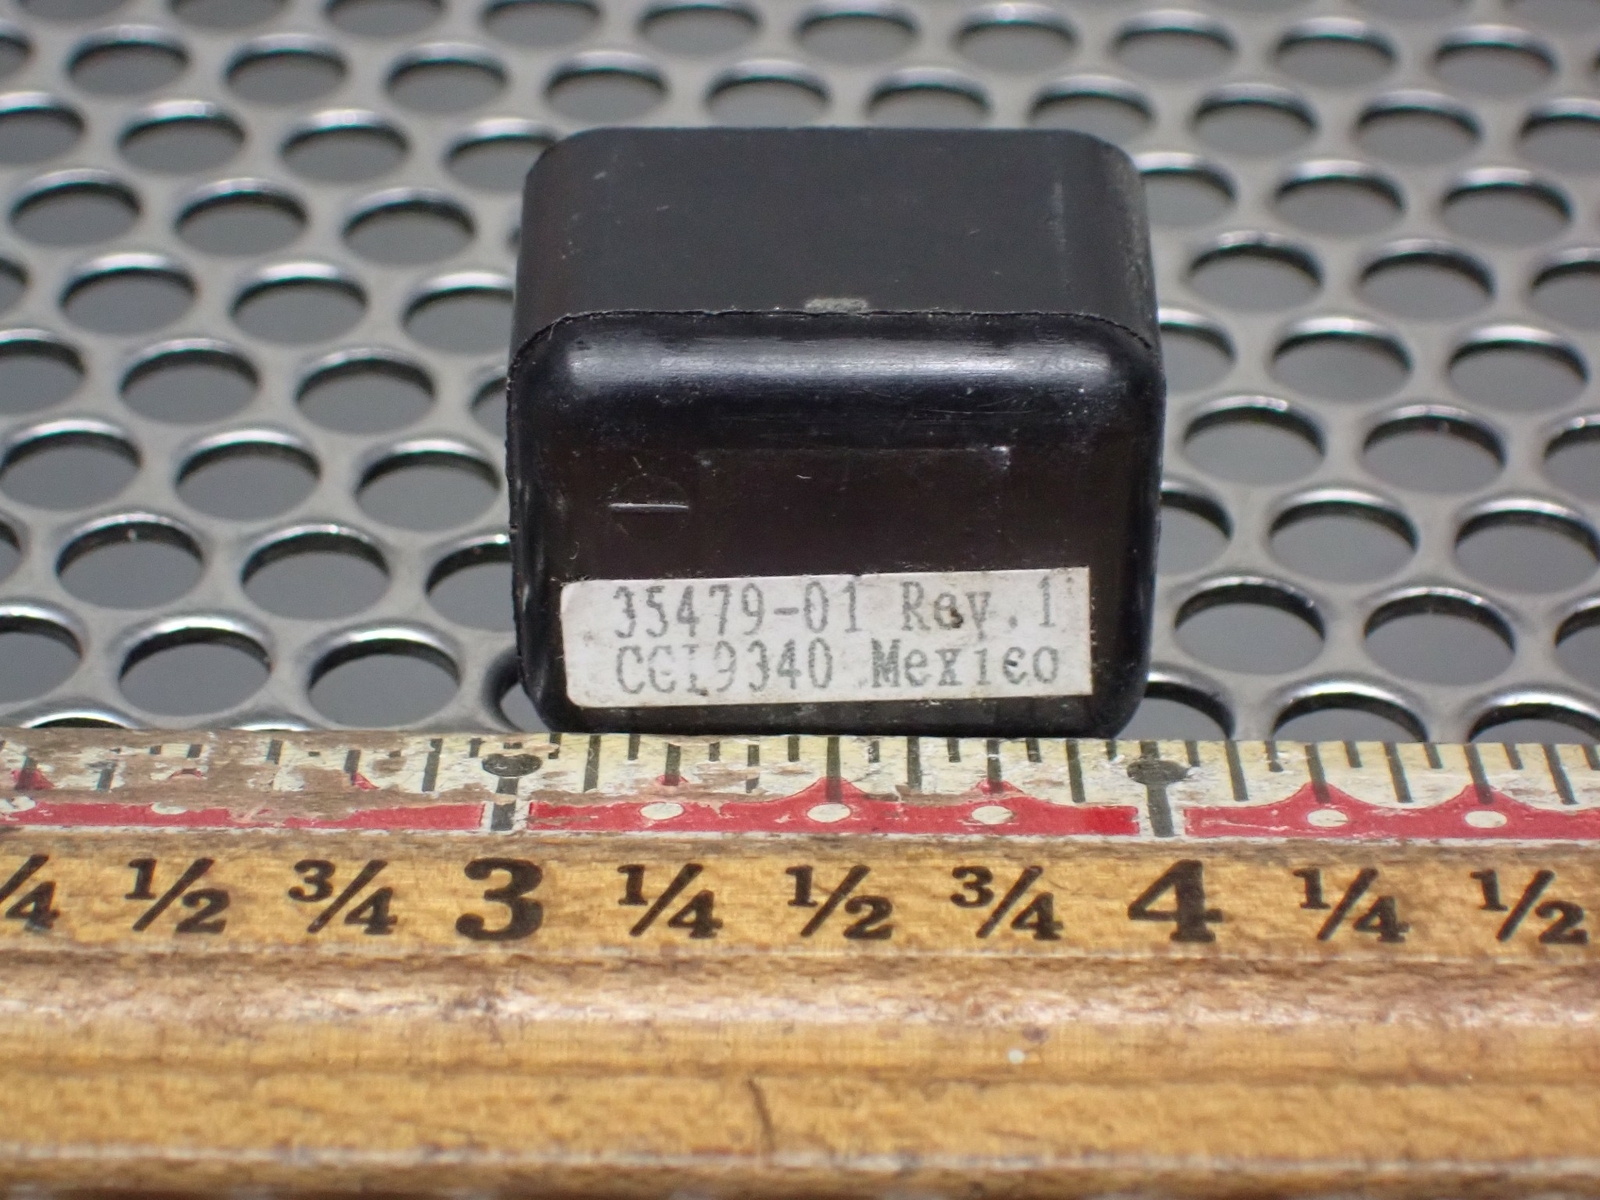 35479-01 Rev.1
CGL9340 Mexico
1/4 1/2 3/4 3 1/4 1/2 3/4 4 1/4 1/2